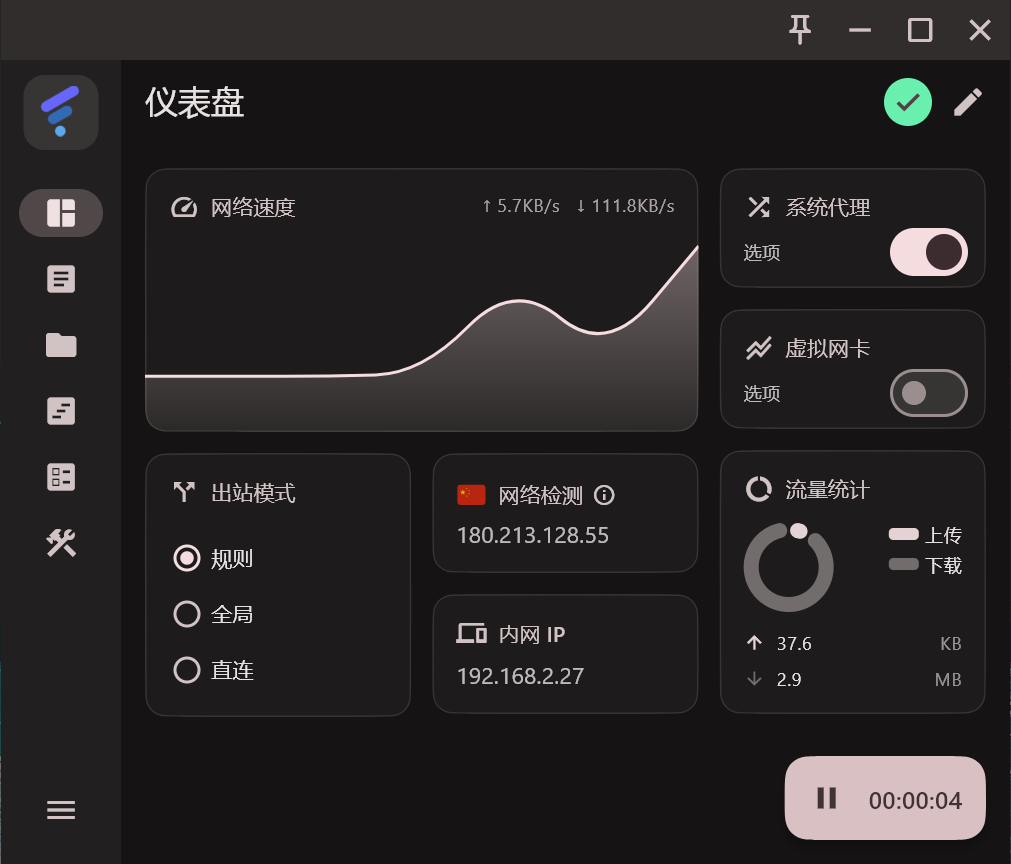 仪表盘
网络速度
↑ 5.7KB/s ↓ 111.8KB/s
系统代理
选项
虚拟网卡
选项
出站模式
规则
全局
直连
网络检测
180.213.128.55
内网 IP
192.168.2.27
流量统计
上传
下载
↑ 37.6 KB
↓ 2.9 MB
00:00:04